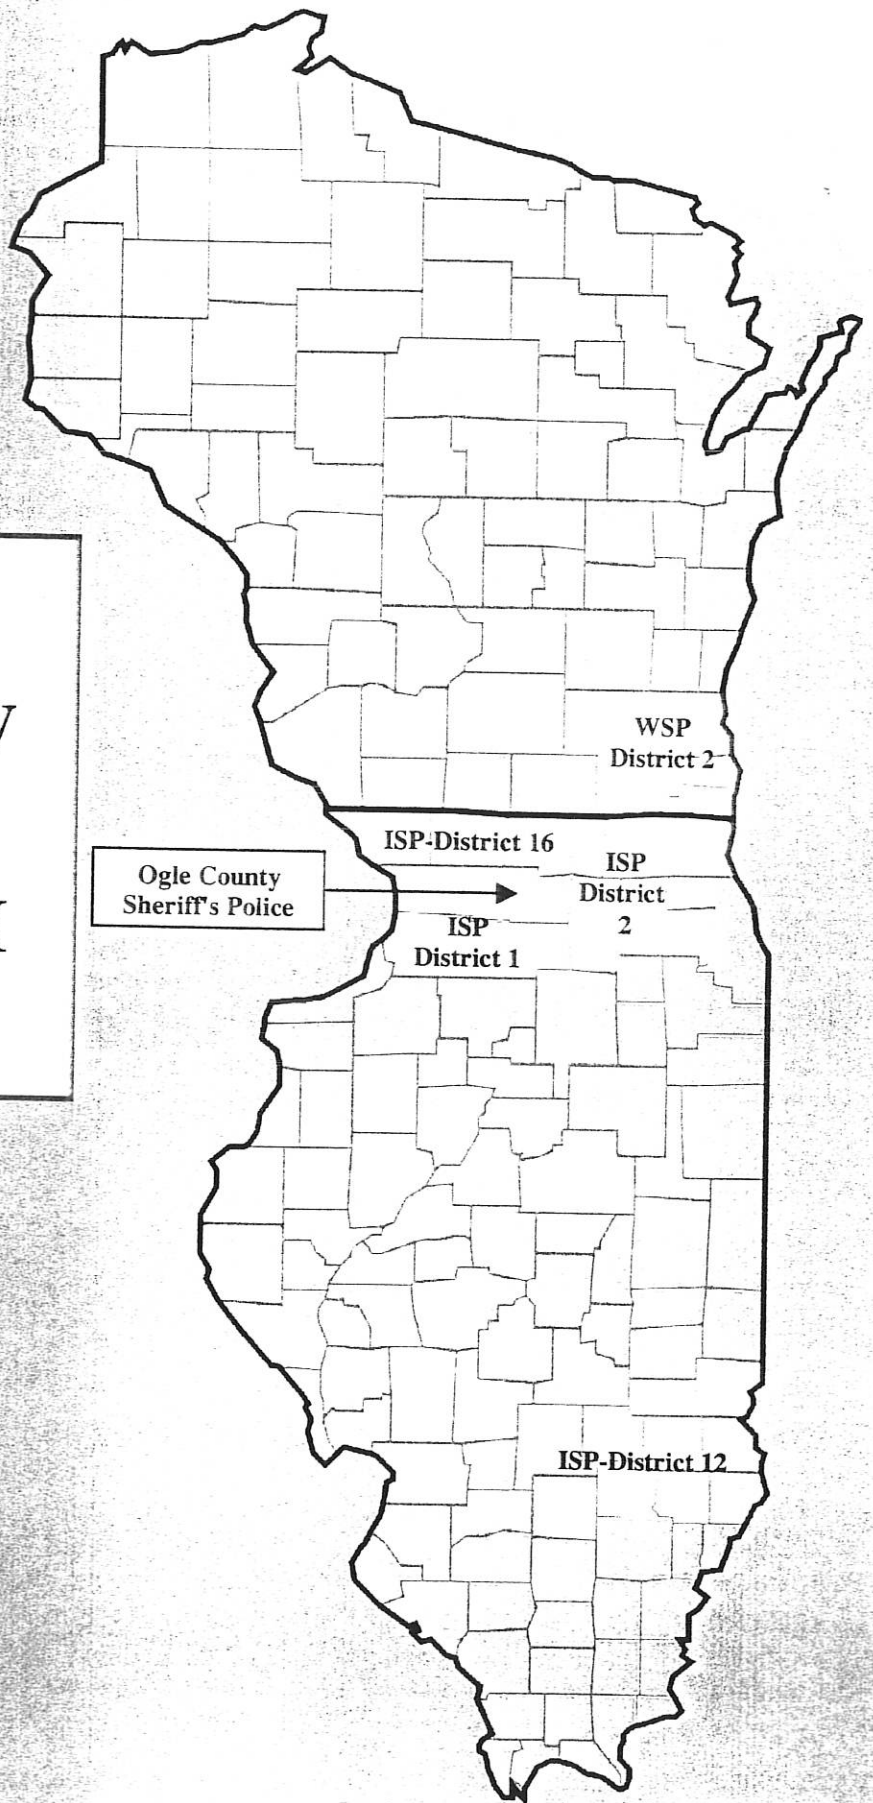 WSP
District 2
ISP-District 16
Ogle County
Sheriff's Police
ISP
District
2
ISP
District 1
ISP-District 12